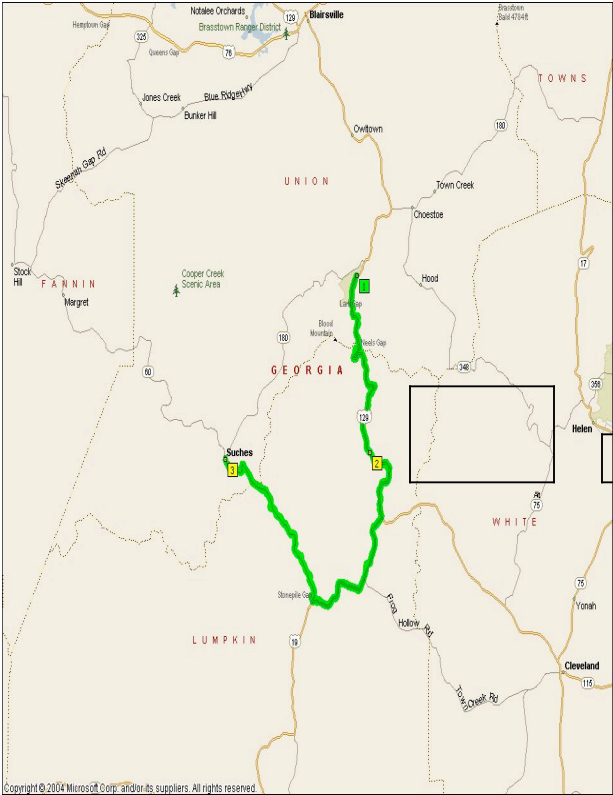 Notalee Orchards
Hemptown Gap
Brasstown Ranger District
129
Blairsville
Brasstown
Bald 4784ft
325
Queens Gap
76
TOWNS
Jones Creek
Blue Ridge Hwy
Bunker Hill
Owltown
180
Skeenah Gap Rd
UNION
Town Creek
Choestoe
Stock
Hill
Cooper Creek
Scenic Area
Hood
17
FANNIN
1
Margret
Blood
Mountain
Neels Gap
180
GEORGIA
60
348
356
129
Helen
Suches
2
3
Alt
75
WHITE
Stonepile Gap
Frog
Hollow Rd
75
Yonah
LUMPKIN
19
Cleveland
115
Town Creek Rd
Copyright © 2004 Microsoft Corp. and/or its suppliers. All rights reserved.